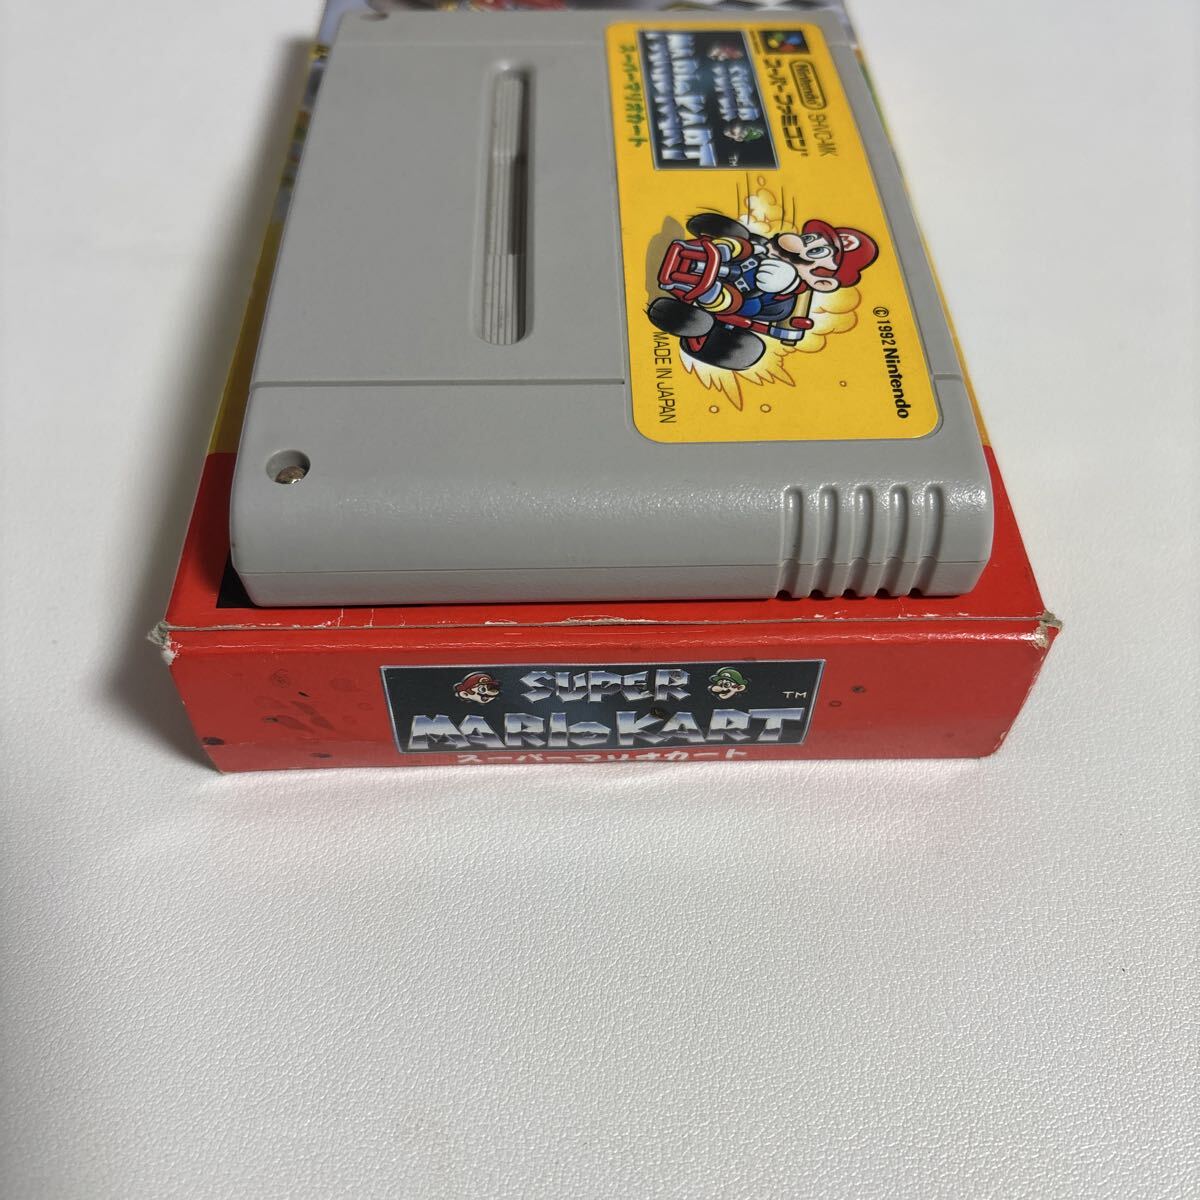 スーパーファミコン®
Nintendo®
SHVC-MK
SUPER
MARIO KART
TM
スーパーマリオカート
MADE IN JAPAN
© 1992 Nintendo
SUPER
MARIO KART
TM
スーパーマリオカート